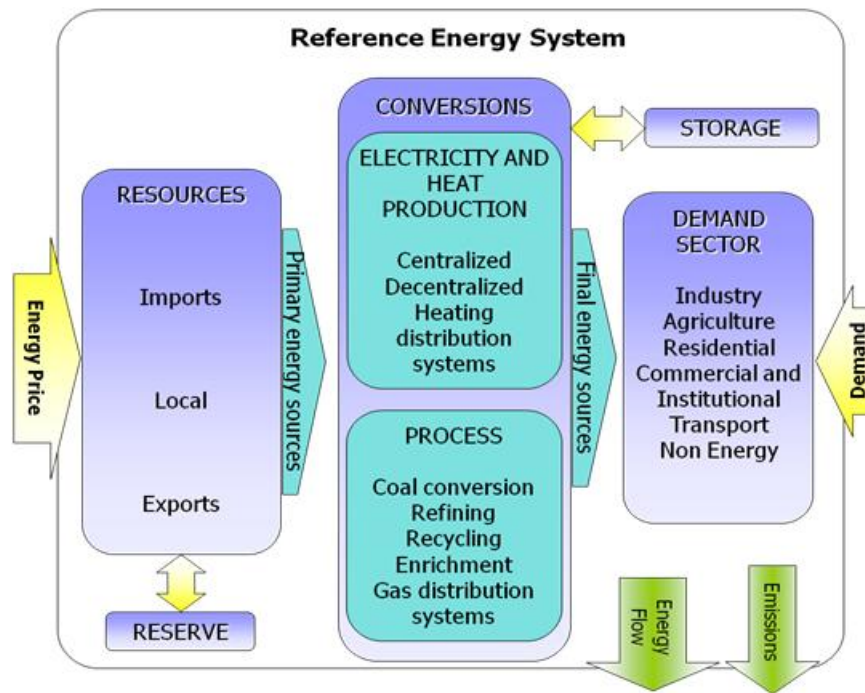 Reference Energy System
Energy Price
RESOURCES
Imports
Local
Exports
RESERVE
Primary energy sources
CONVERSIONS
ELECTRICITY AND
HEAT
PRODUCTION
Centralized
Decentralized
Heating
distribution
systems
PROCESS
Coal conversion
Refining
Recycling
Enrichment
Gas distribution
systems
Final energy sources
STORAGE
DEMAND
SECTOR
Industry
Agriculture
Residential
Commercial and
Institutional
Transport
Non Energy
Demand
Energy
Flow
Emissions